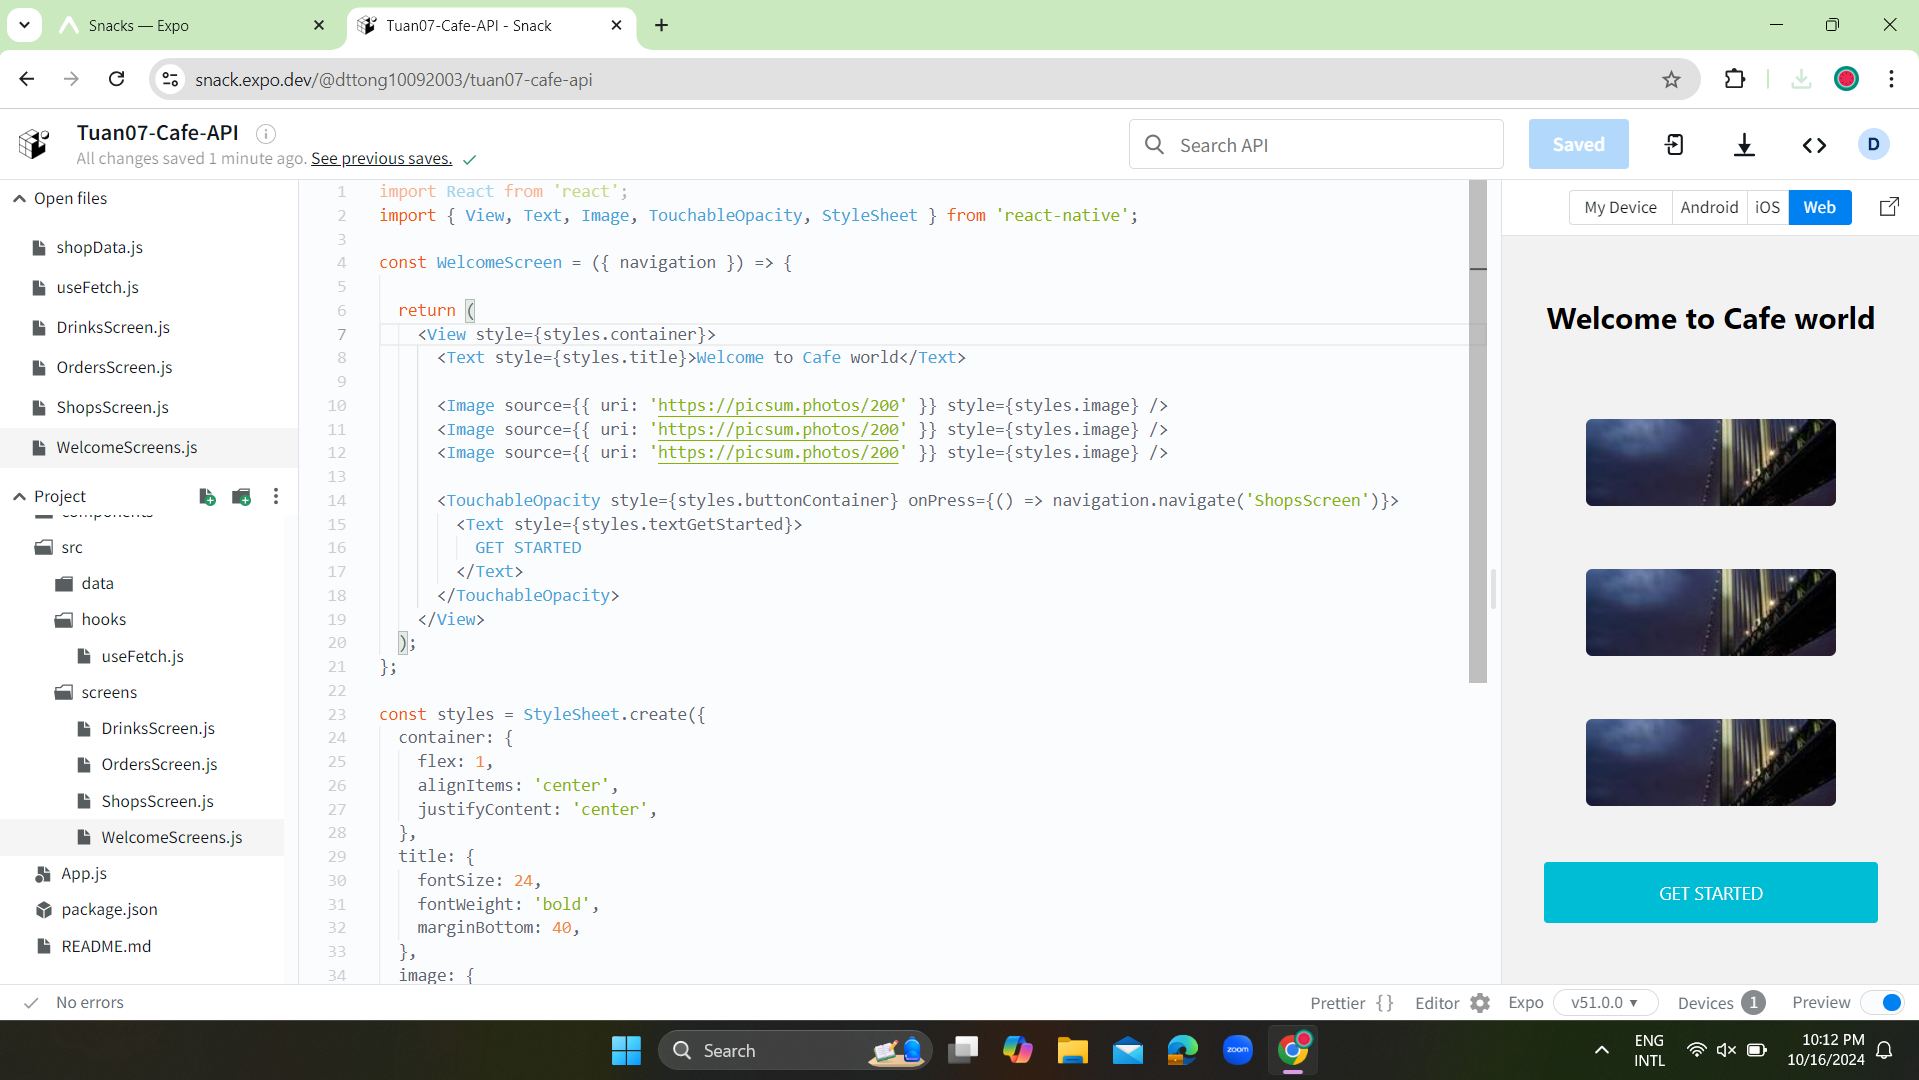 Snacks — Expo
Tuan07-Cafe-API - Snack
snack.expo.dev/@dttong10092003/tuan07-cafe-api
Tuan07-Cafe-API
All changes saved 1 minute ago. See previous saves.
Search API
Saved
D
Open files
shopData.js
useFetch.js
DrinksScreen.js
OrdersScreen.js
ShopsScreen.js
WelcomeScreens.js
Project
components
src
data
hooks
useFetch.js
screens
DrinksScreen.js
OrdersScreen.js
ShopsScreen.js
WelcomeScreens.js
App.js
package.json
README.md
1 import React from 'react';
2 import { View, Text, Image, TouchableOpacity, StyleSheet } from 'react-native';
3
4 const WelcomeScreen = ({ navigation }) => {
5
6 return (
7 <View style={styles.container}>
8 <Text style={styles.title}>Welcome to Cafe world</Text>
9
10 <Image source={{ uri: 'https://picsum.photos/200' }} style={styles.image} />
11 <Image source={{ uri: 'https://picsum.photos/200' }} style={styles.image} />
12 <Image source={{ uri: 'https://picsum.photos/200' }} style={styles.image} />
13
14 <TouchableOpacity style={styles.buttonContainer} onPress={() => navigation.navigate('ShopsScreen')}>
15 <Text style={styles.textGetStarted}>
16 GET STARTED
17 </Text>
18 </TouchableOpacity>
19 </View>
20 );
21 };
22
23 const styles = StyleSheet.create({
24 container: {
25 flex: 1,
26 alignItems: 'center',
27 justifyContent: 'center',
28 },
29 title: {
30 fontSize: 24,
31 fontWeight: 'bold',
32 marginBottom: 40,
33 },
34 image: {
My Device
Android
iOS
Web
Welcome to Cafe world
GET STARTED
No errors
Prettier {}
Editor
Expo
v51.0.0
Devices 1
Preview
Search
zoom
ENG
INTL
10:12 PM
10/16/2024